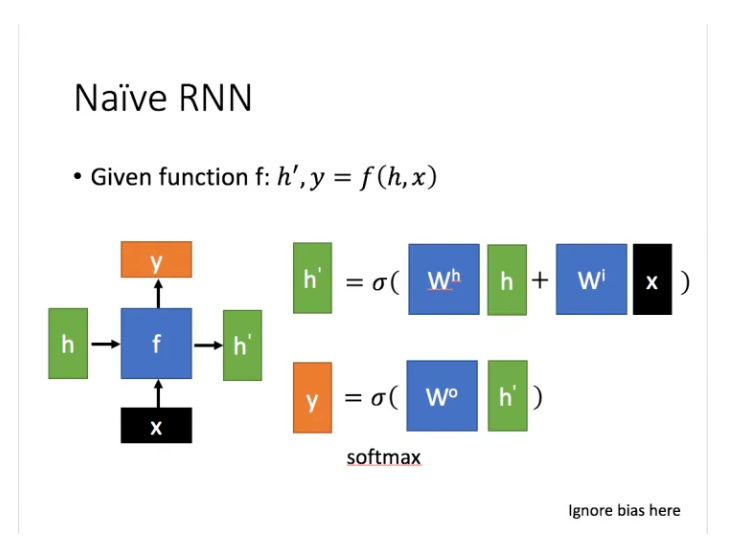 Naïve RNN
• Given function f: h′, y = f(h, x)
y
h f h'
x
h' = σ( Wʰ h + Wⁱ x )
y = σ( Wᵒ h' )
softmax
Ignore bias here